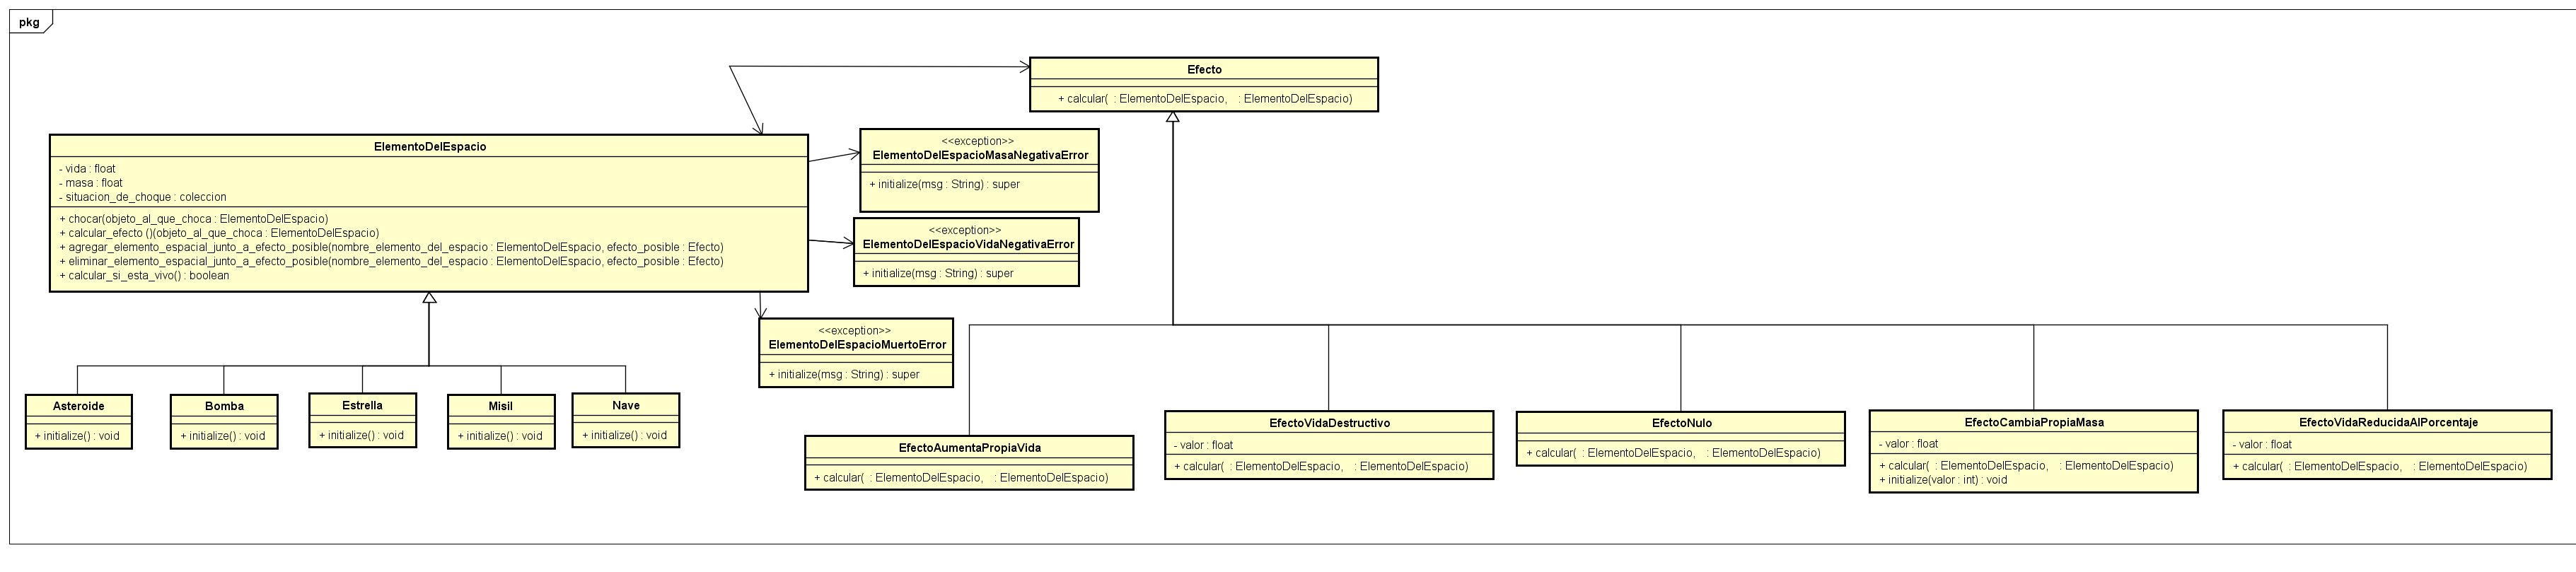 pkg
Efecto
+ calcular( : ElementoDelEspacio, : ElementoDelEspacio)
ElementoDelEspacio
- vida : float
- masa : float
- situacion_de_choque : coleccion
+ chocar(objeto_al_que_choca : ElementoDelEspacio)
+ calcular_efecto ()(objeto_al_que_choca : ElementoDelEspacio)
+ agregar_elemento_espacial_junto_a_efecto_posible(nombre_elemento_del_espacio : ElementoDelEspacio, efecto_posible : Efecto)
+ eliminar_elemento_espacial_junto_a_efecto_posible(nombre_elemento_del_espacio : ElementoDelEspacio, efecto_posible : Efecto)
+ calcular_si_esta_vivo() : boolean
<<exception>>
ElementoDelEspacioMasaNegativaError
+ initialize(msg : String) : super
<<exception>>
ElementoDelEspacioVidaNegativaError
+ initialize(msg : String) : super
<<exception>>
ElementoDelEspacioMuertoError
+ initialize(msg : String) : super
Asteroide
+ initialize() : void
Bomba
+ initialize() : void
Estrella
+ initialize() : void
Misil
+ initialize() : void
Nave
+ initialize() : void
EfectoAumentaPropiaVida
+ calcular( : ElementoDelEspacio, : ElementoDelEspacio)
EfectoVidaDestructivo
- valor : float
+ calcular( : ElementoDelEspacio, : ElementoDelEspacio)
EfectoNulo
+ calcular( : ElementoDelEspacio, : ElementoDelEspacio)
EfectoCambiaPropiaMasa
- valor : float
+ calcular( : ElementoDelEspacio, : ElementoDelEspacio)
+ initialize(valor : int) : void
EfectoVidaReducidaAlPorcentaje
- valor : float
+ calcular( : ElementoDelEspacio, : ElementoDelEspacio)